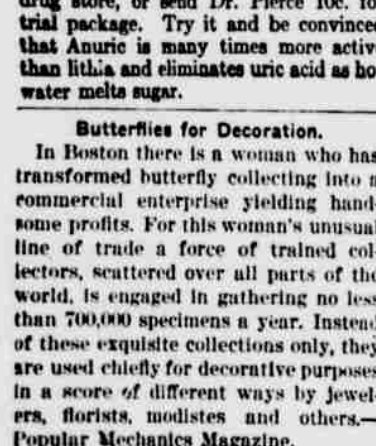 drug store, or send Dr. Pierce 10c. fo
trial package. Try it and be convinced
that Anuric is many times more activ
than lithia and eliminates uric acid as ho
water melts sugar.
Butterflies for Decoration.
In Boston there is a woman who has
transformed butterfly collecting into a
commercial enterprise yielding hand-
some profits. For this woman's unusual
line of trade a force of trained col-
lectors, scattered over all parts of the
world, is engaged in gathering no less
than 700,000 specimens a year. Instead
of these exquisite collections only, they
are used chiefly for decorative purposes
in a score of different ways by jewel-
ers, florists, modistes and others.—
Popular Mechanics Magazine.